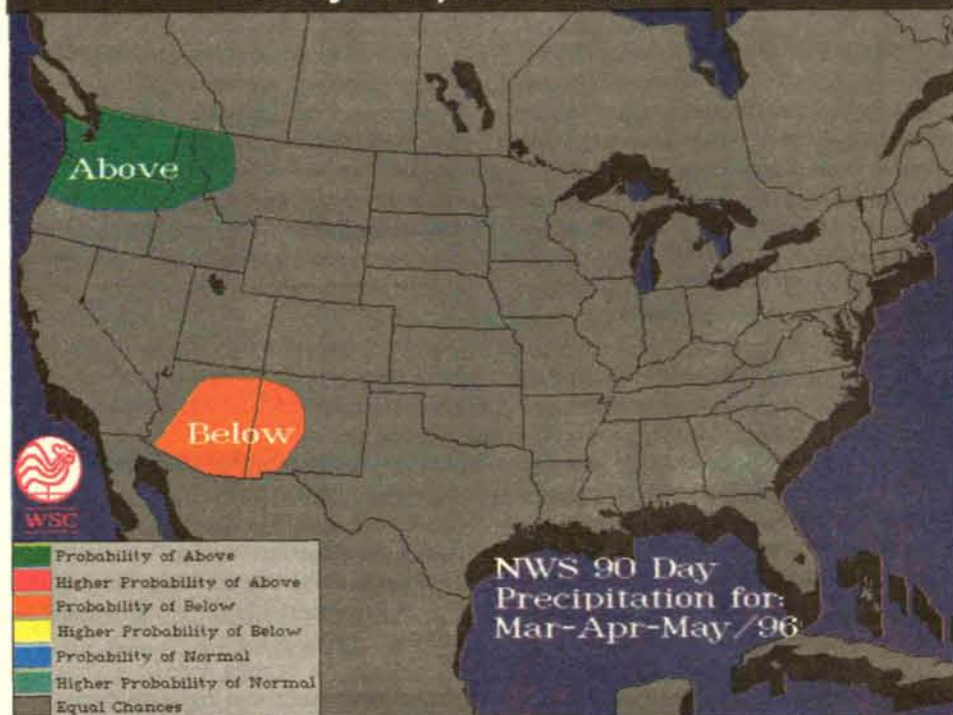 Above
Below
WSC
Probability of Above
Higher Probability of Above
Probability of Below
Higher Probability of Below
Probability of Normal
Higher Probability of Normal
Equal Chances
NWS 90 Day
Precipitation for:
Mar-Apr-May/96